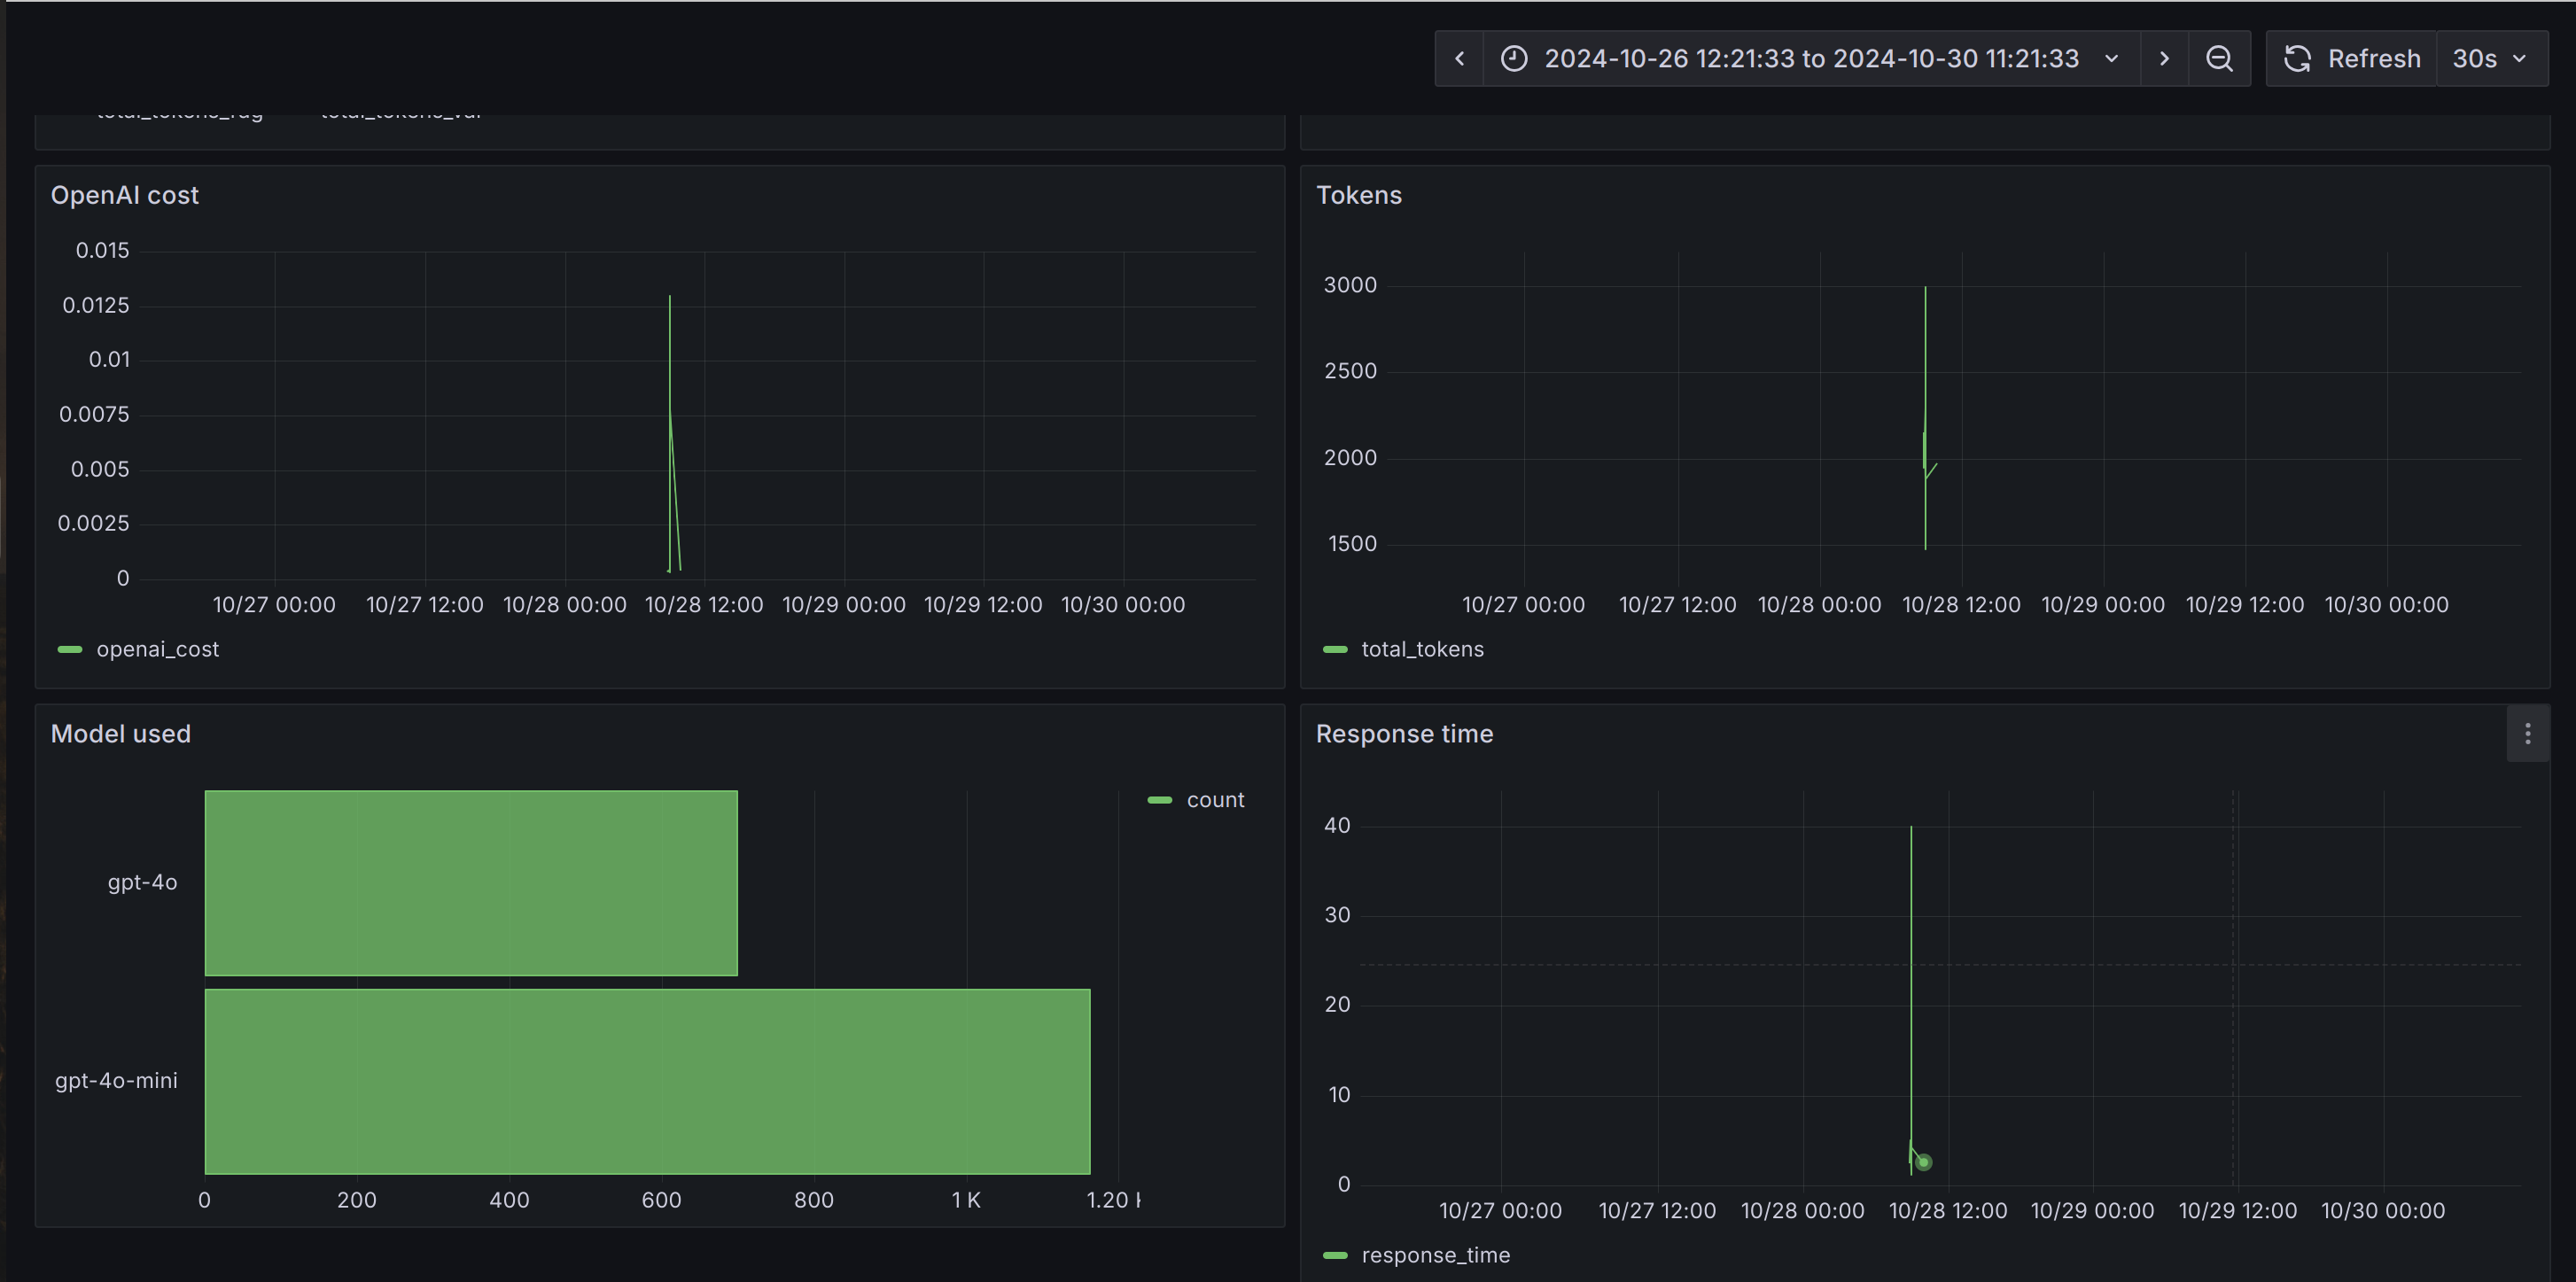 2024-10-26 12:21:33 to 2024-10-30 11:21:33 Refresh 30s
total_tokens_rag total_tokens_val
OpenAI cost
0.015
0.0125
0.01
0.0075
0.005
0.0025
0
10/27 00:00 10/27 12:00 10/28 00:00 10/28 12:00 10/29 00:00 10/29 12:00 10/30 00:00
openai_cost
Tokens
3000
2500
2000
1500
10/27 00:00 10/27 12:00 10/28 00:00 10/28 12:00 10/29 00:00 10/29 12:00 10/30 00:00
total_tokens
Model used
count
gpt-4o
gpt-4o-mini
0 200 400 600 800 1 K 1.20
Response time
40
30
20
10
0
10/27 00:00 10/27 12:00 10/28 00:00 10/28 12:00 10/29 00:00 10/29 12:00 10/30 00:00
response_time